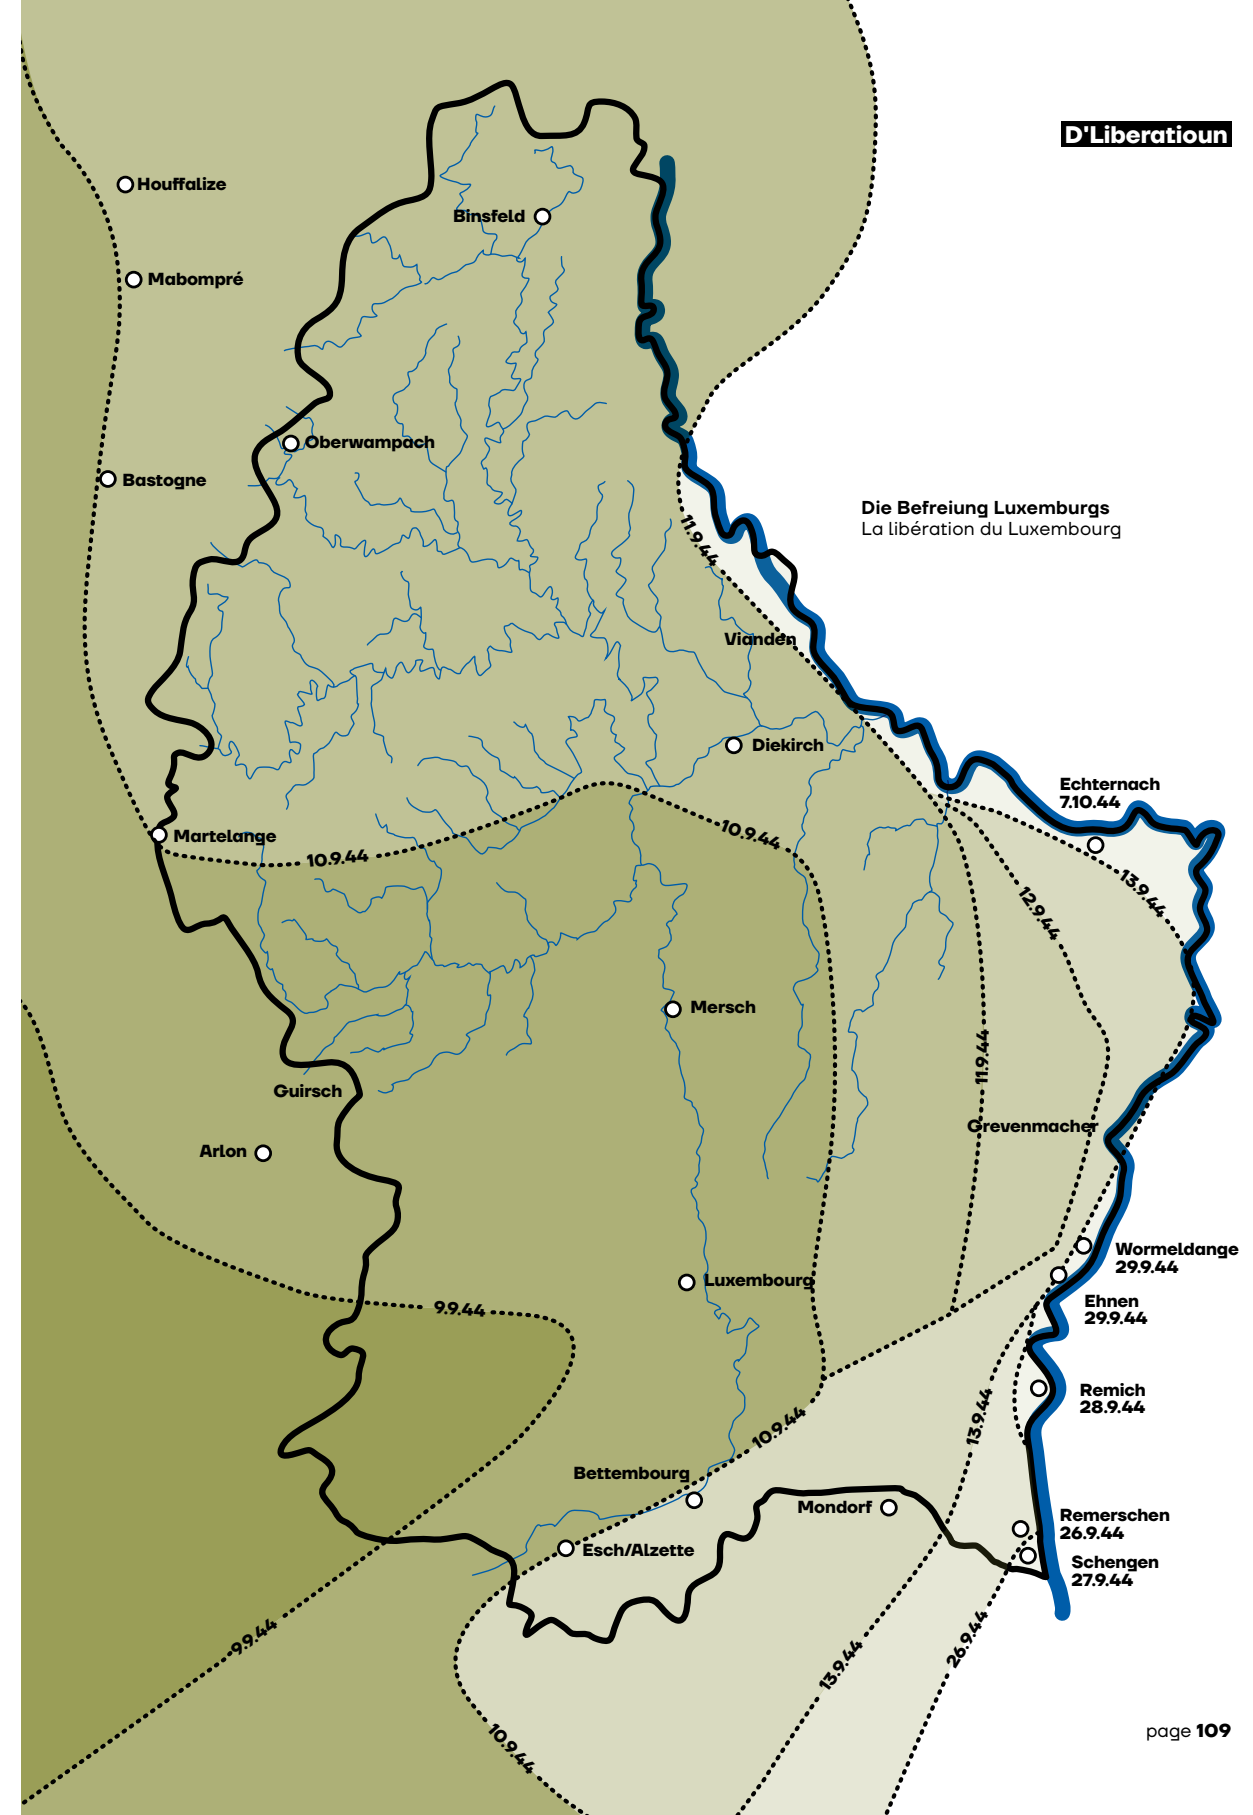 D'Liberatioun
Houffalize
Binsfeld
Mabompré
Oberwampach
Bastogne
Die Befreiung Luxemburgs
La libération du Luxembourg
11.9.44
Vianden
Diekirch
Echternach
7.10.44
Martelange
10.9.44
10.9.44
13.9.44
12.9.44
Mersch
11.9.44
Guirsch
Grevenmacher
Arlon
Wormeldange
29.9.44
Luxembourg
Ehnen
29.9.44
9.9.44
Remich
28.9.44
13.9.44
10.9.44
Bettembourg
Mondorf
Remerschen
26.9.44
Esch/Alzette
Schengen
27.9.44
9.9.44
26.9.44
13.9.44
10.9.44
page 109